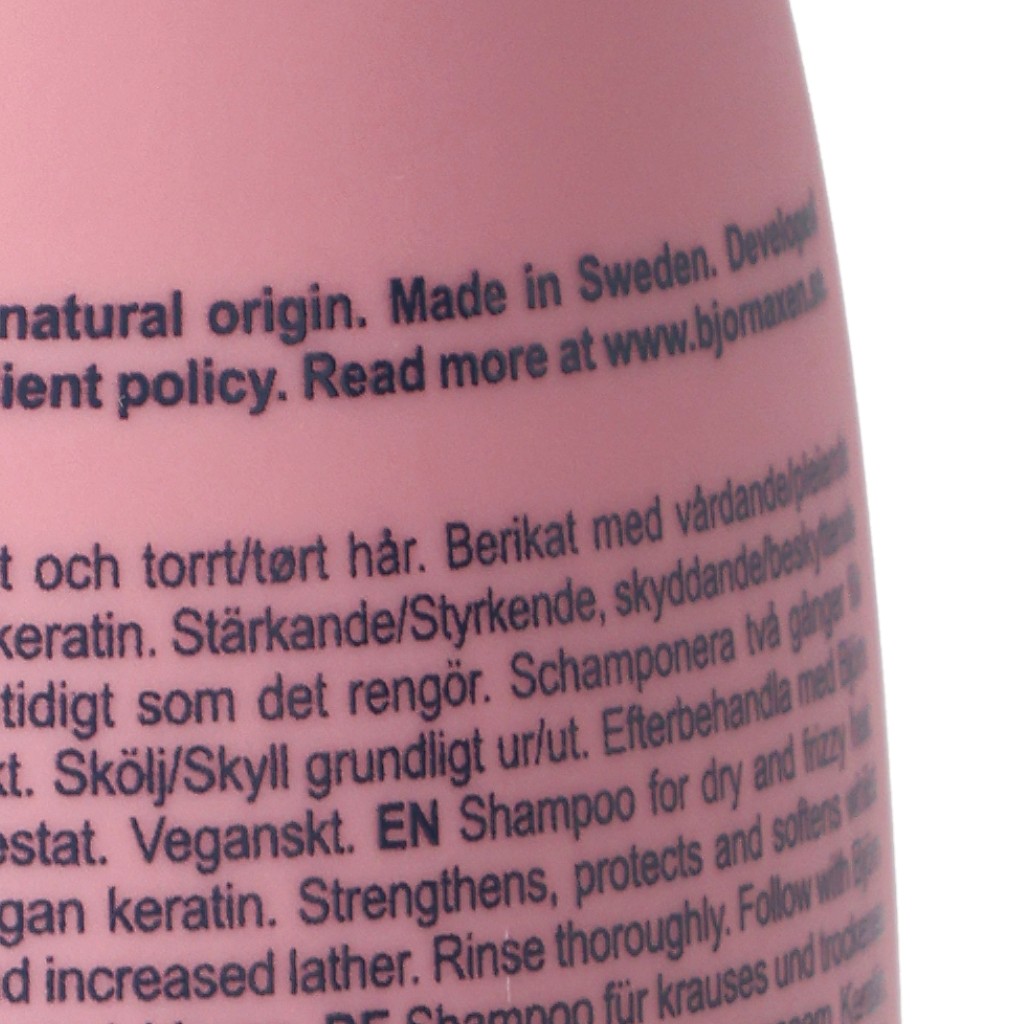 natural origin. Made in Sweden. Developed
ient policy. Read more at www.bjornaxen.se
t och torrt/tørt hår. Berikat med vårdande/pleiende
keratin. Stärkande/Styrkende, skyddande/beskyttende
tidigt som det rengör. Schamponera två gånger
kt. Skölj/Skyll grundligt ur/ut. Efterbehandla med Björn
estat. Veganskt. EN Shampoo for dry and frizzy
gan keratin. Strengthens, protects and softens while
d increased lather. Rinse thoroughly. Follow with Björn
DE Shampoo für krauses und trockenes